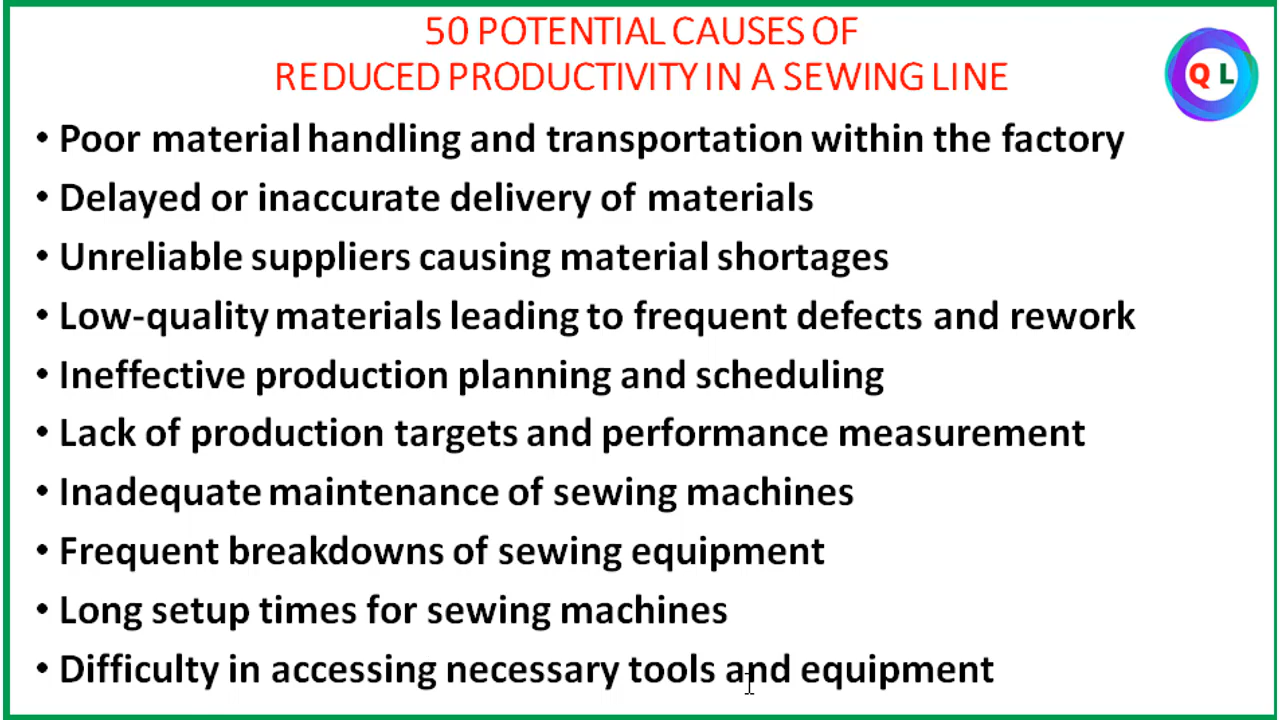 50 POTENTIAL CAUSES OF
REDUCED PRODUCTIVITY IN A SEWING LINE
Q L
• Poor material handling and transportation within the factory
• Delayed or inaccurate delivery of materials
• Unreliable suppliers causing material shortages
• Low-quality materials leading to frequent defects and rework
• Ineffective production planning and scheduling
• Lack of production targets and performance measurement
• Inadequate maintenance of sewing machines
• Frequent breakdowns of sewing equipment
• Long setup times for sewing machines
• Difficulty in accessing necessary tools and equipment